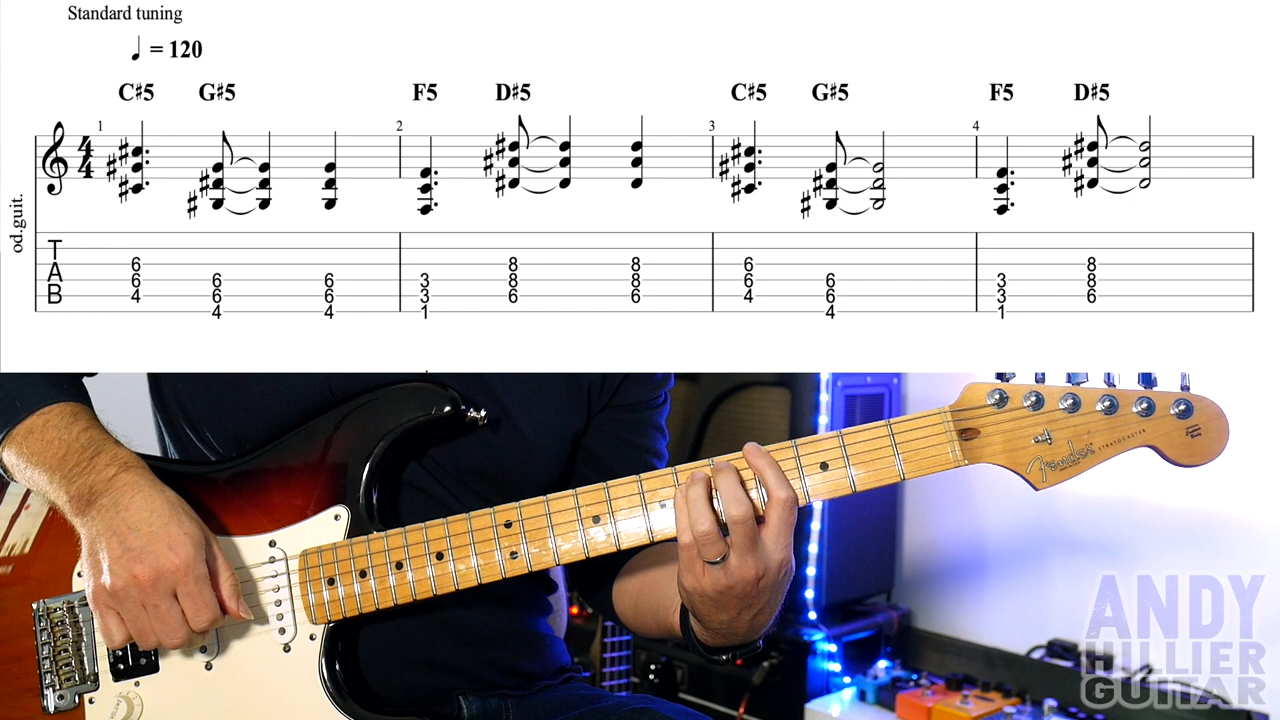 Standard tuning
♩ = 120
C♯5 G♯5 F5 D♯5 C♯5 G♯5 F5 D♯5
1 2 3 4
4
4
od.guit.
T
A
B
6 8 6 8
6 6 6 3 8 8 6 6 3 8
4 6 6 3 6 6 4 6 3 6
4 4 1 4 1
Fender
STRATOCASTER
ANDY
HILLIER
GUITAR